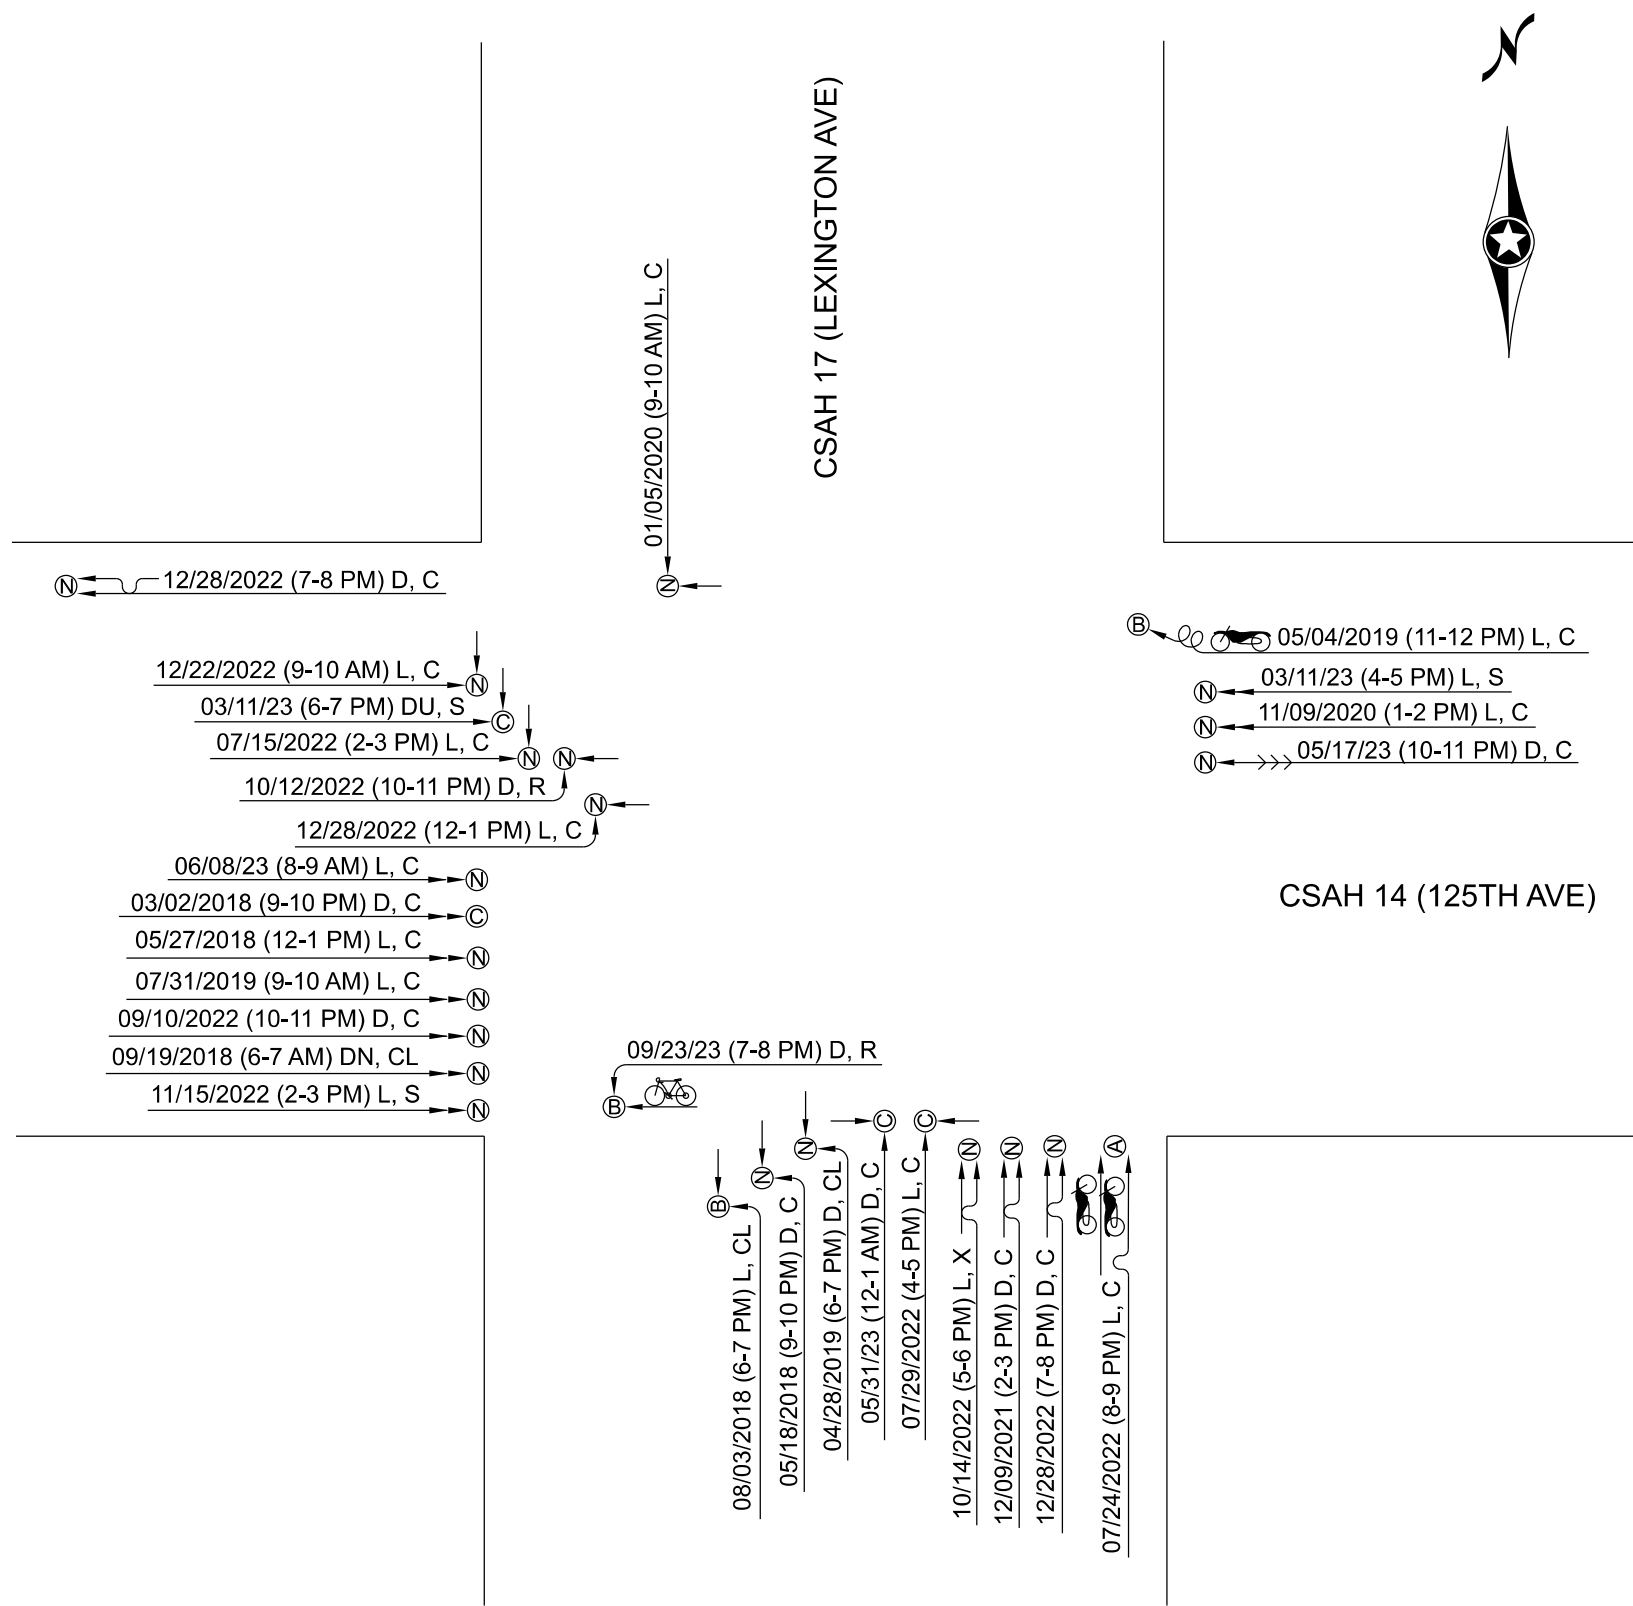 N
CSAH 17 (LEXINGTON AVE)
01/05/2020 (9-10 AM) L, C
N
12/28/2022 (7-8 PM) D, C
N
12/22/2022 (9-10 AM) L, C
N
03/11/23 (6-7 PM) DU, S
C
07/15/2022 (2-3 PM) L, C
N
N
10/12/2022 (10-11 PM) D, R
12/28/2022 (12-1 PM) L, C
N
06/08/23 (8-9 AM) L, C
N
03/02/2018 (9-10 PM) D, C
C
05/27/2018 (12-1 PM) L, C
N
07/31/2019 (9-10 AM) L, C
N
09/10/2022 (10-11 PM) D, C
N
09/19/2018 (6-7 AM) DN, CL
N
11/15/2022 (2-3 PM) L, S
N
B
05/04/2019 (11-12 PM) L, C
N
03/11/23 (4-5 PM) L, S
N
11/09/2020 (1-2 PM) L, C
N
05/17/23 (10-11 PM) D, C
CSAH 14 (125TH AVE)
09/23/23 (7-8 PM) D, R
B
B
08/03/2018 (6-7 PM) L, CL
N
05/18/2018 (9-10 PM) D, C
N
04/28/2019 (6-7 PM) D, CL
C
05/31/23 (12-1 AM) D, C
C
07/29/2022 (4-5 PM) L, C
N
10/14/2022 (5-6 PM) L, X
N
12/09/2021 (2-3 PM) D, C
N
12/28/2022 (7-8 PM) D, C
A
07/24/2022 (8-9 PM) L, C